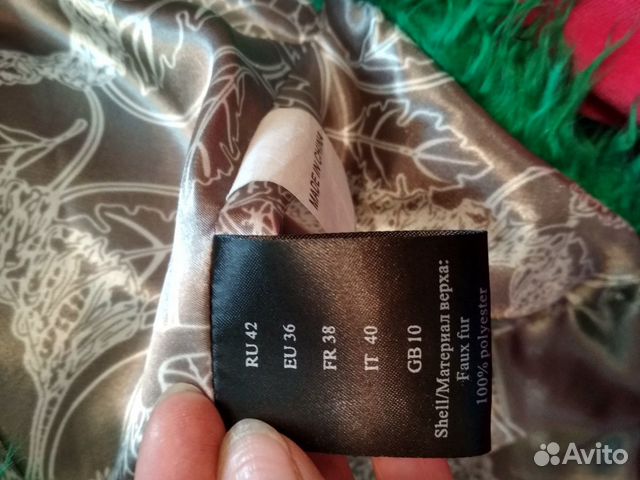 MADE IN CHINA
RU 42
EU 36
FR 38
IT 40
GB 10
Shell/Материал верха:
Faux fur
100% polyester
Avito